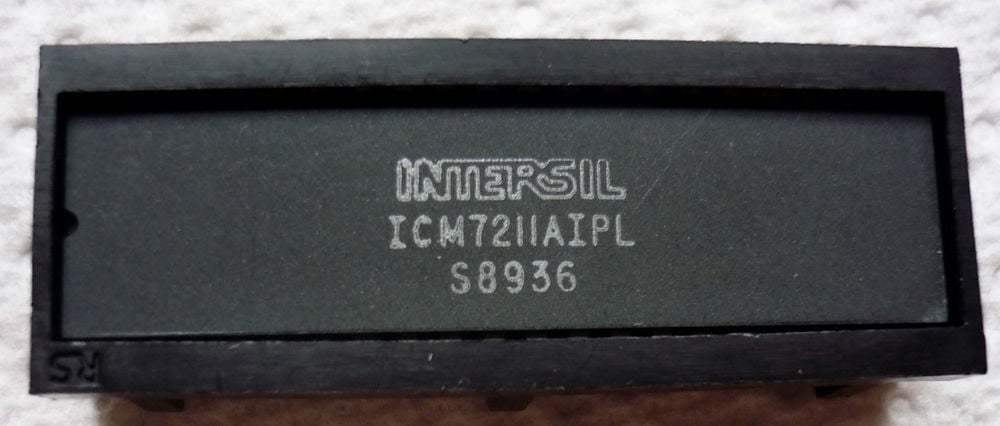 INTERSIL
ICM7211AIPL
S8936
RS